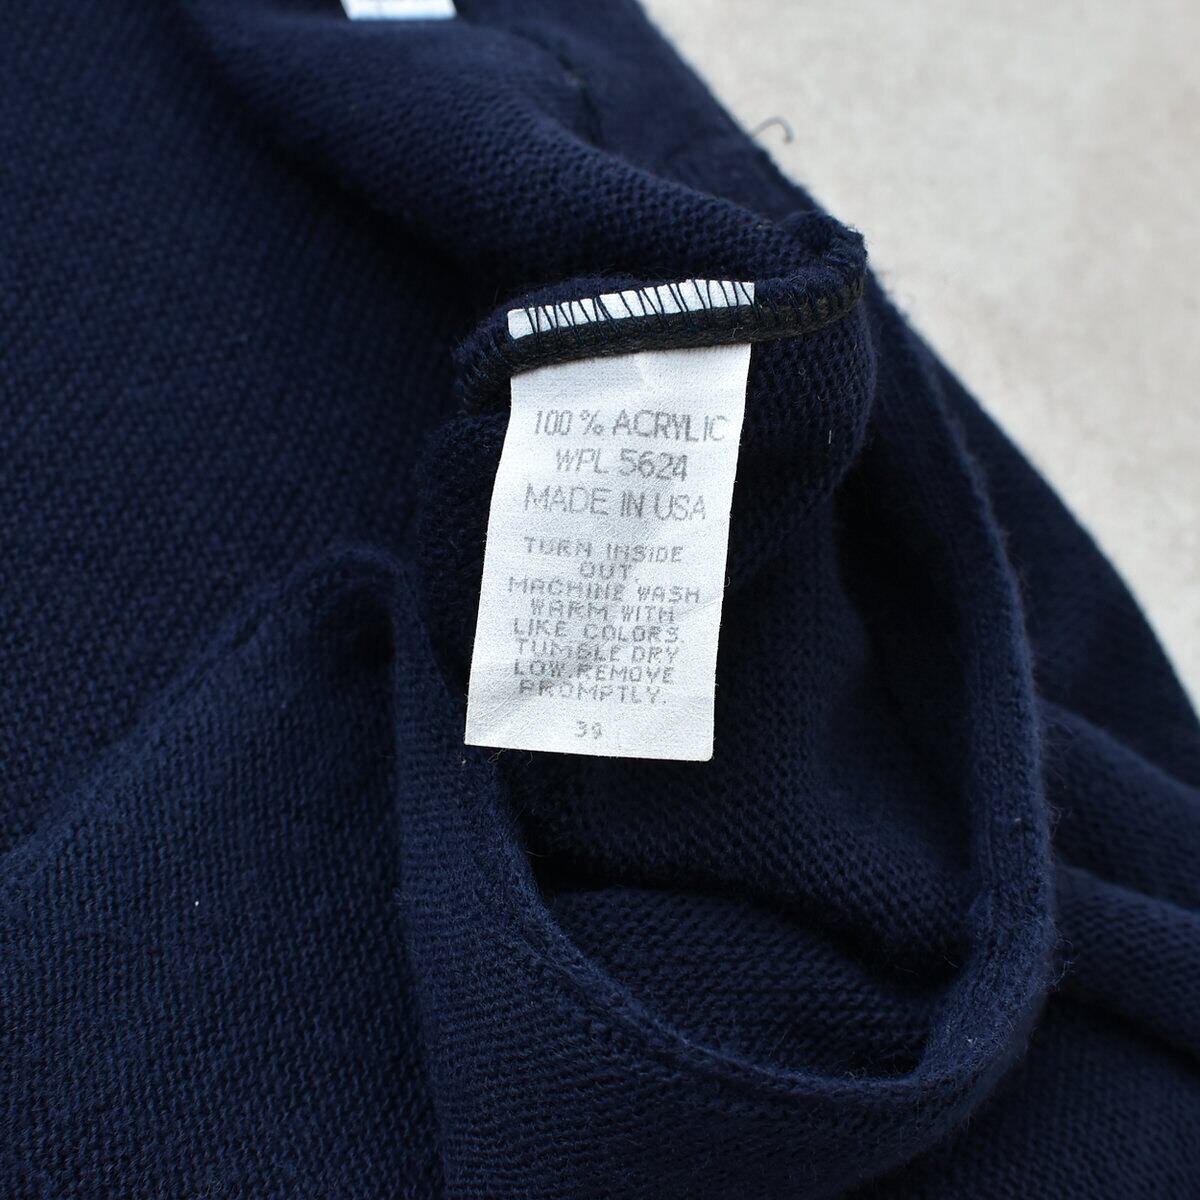 100 % ACRYLIC
WPL 5624
MADE IN USA
TURN INSIDE
OUT.
MACHINE WASH
WARM WITH
LIKE COLORS.
TUMBLE DRY
LOW.REMOVE
PROMPTLY.
39